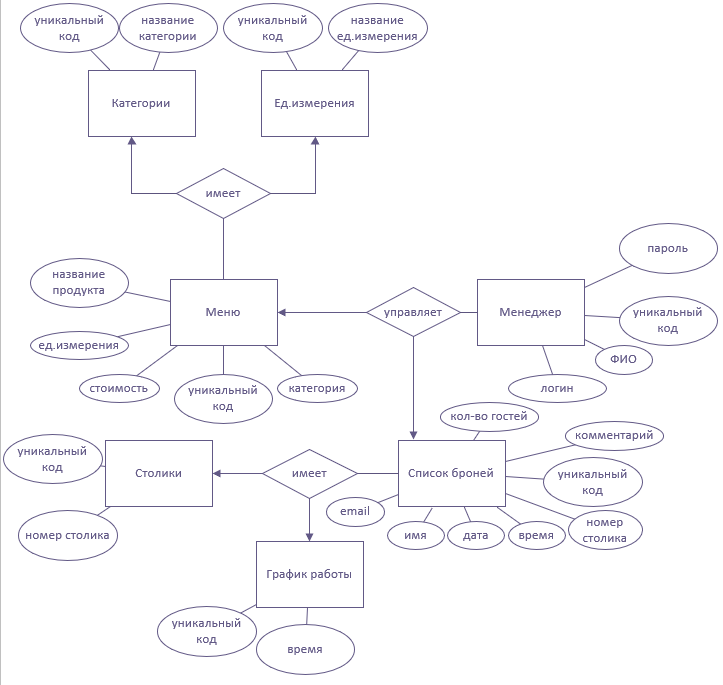 уникальный
код
название
категории
уникальный
код
название
ед.измерения
Категории
Ед.измерения
имеет
пароль
название
продукта
Меню
управляет
Менеджер
уникальный
код
ед.измерения
ФИО
стоимость
уникальный
код
категория
логин
кол-во гостей
комментарий
уникальный
код
Столики
имеет
Список броней
уникальный
код
номер столика
email
имя
дата
время
номер
столика
График работы
уникальный
код
время